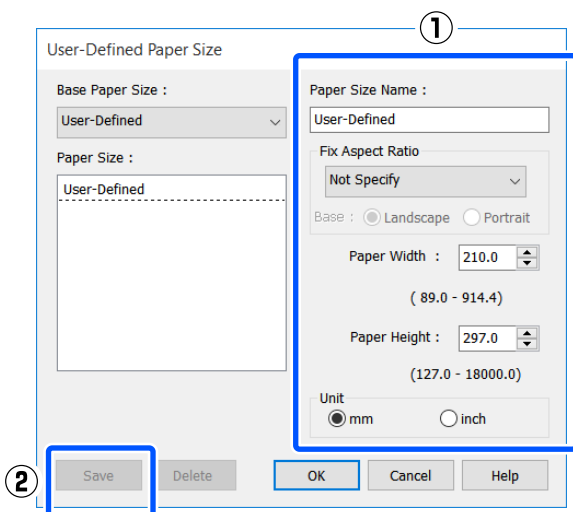 ①
User-Defined Paper Size
Base Paper Size :
User-Defined
Paper Size :
User-Defined
Paper Size Name :
User-Defined
Fix Aspect Ratio
Not Specify
Base : Landscape Portrait
Paper Width : 210.0
( 89.0 - 914.4)
Paper Height : 297.0
(127.0 - 18000.0)
Unit
mm inch
②
Save Delete OK Cancel Help